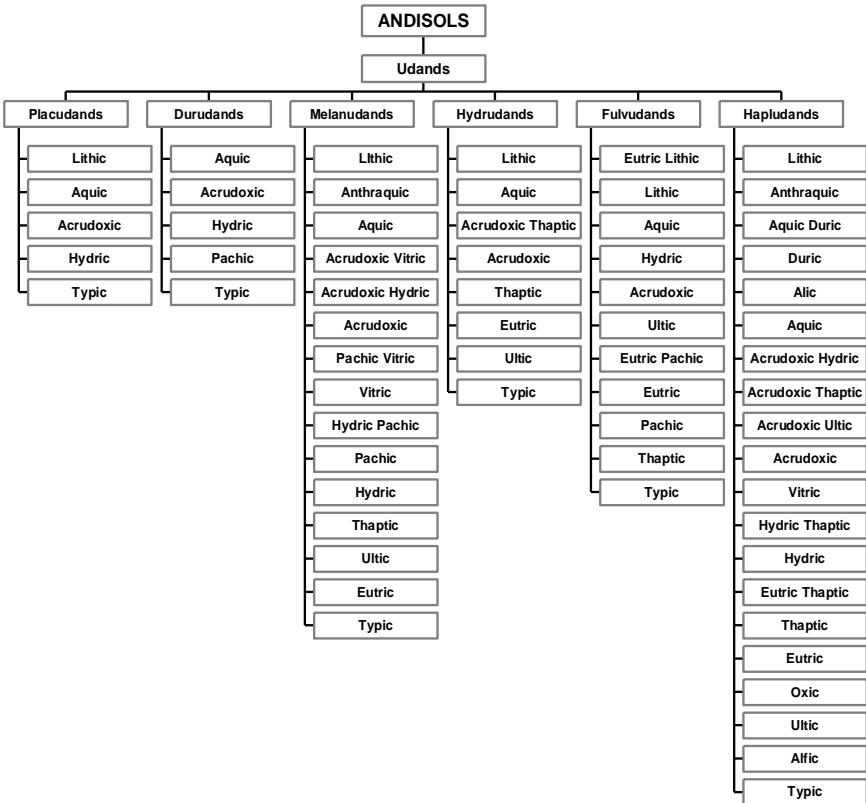 ANDISOLS
Udands
Placudands
Lithic
Aquic
Acrudoxic
Hydric
Typic
Durudands
Aquic
Acrudoxic
Hydric
Pachic
Typic
Melanudands
LIthic
Anthraquic
Aquic
Acrudoxic Vitric
Acrudoxic Hydric
Acrudoxic
Pachic Vitric
Vitric
Hydric Pachic
Pachic
Hydric
Thaptic
Ultic
Eutric
Typic
Hydrudands
Lithic
Aquic
Acrudoxic Thaptic
Acrudoxic
Thaptic
Eutric
Ultic
Typic
Fulvudands
Eutric Lithic
Lithic
Aquic
Hydric
Acrudoxic
Ultic
Eutric Pachic
Eutric
Pachic
Thaptic
Typic
Hapludands
Lithic
Anthraquic
Aquic Duric
Duric
Alic
Aquic
Acrudoxic Hydric
Acrudoxic Thaptic
Acrudoxic Ultic
Acrudoxic
Vitric
Hydric Thaptic
Hydric
Eutric Thaptic
Thaptic
Eutric
Oxic
Ultic
Alfic
Typic